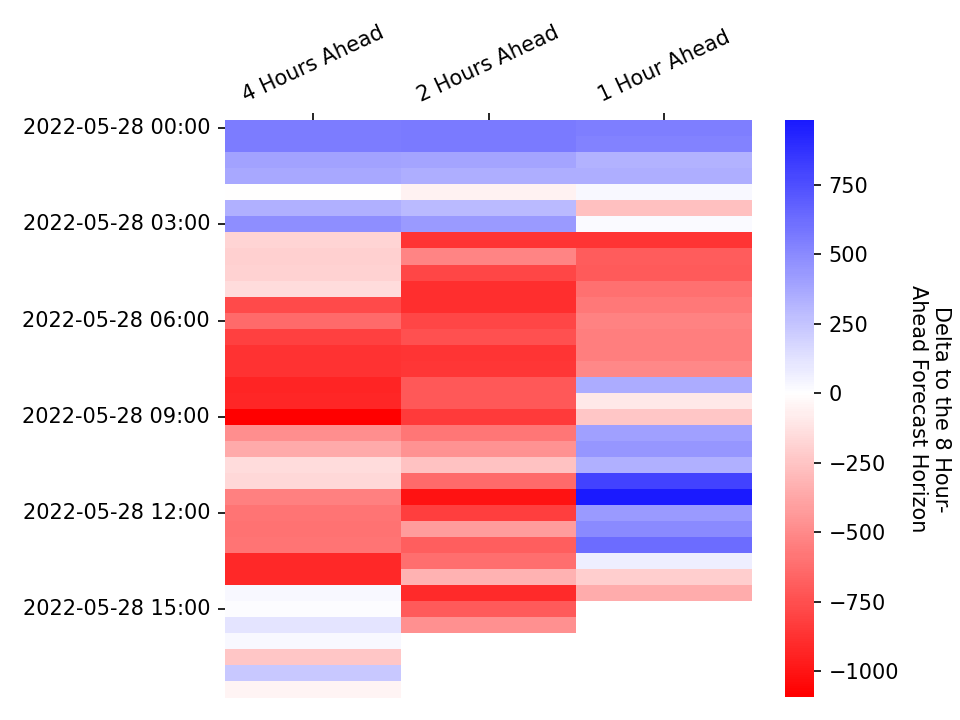 4 Hours Ahead
2 Hours Ahead
1 Hour Ahead
2022-05-28 00:00
2022-05-28 03:00
2022-05-28 06:00
2022-05-28 09:00
2022-05-28 12:00
2022-05-28 15:00
750
500
250
0
−250
−500
−750
−1000
Delta to the 8 Hour-
Ahead Forecast Horizon